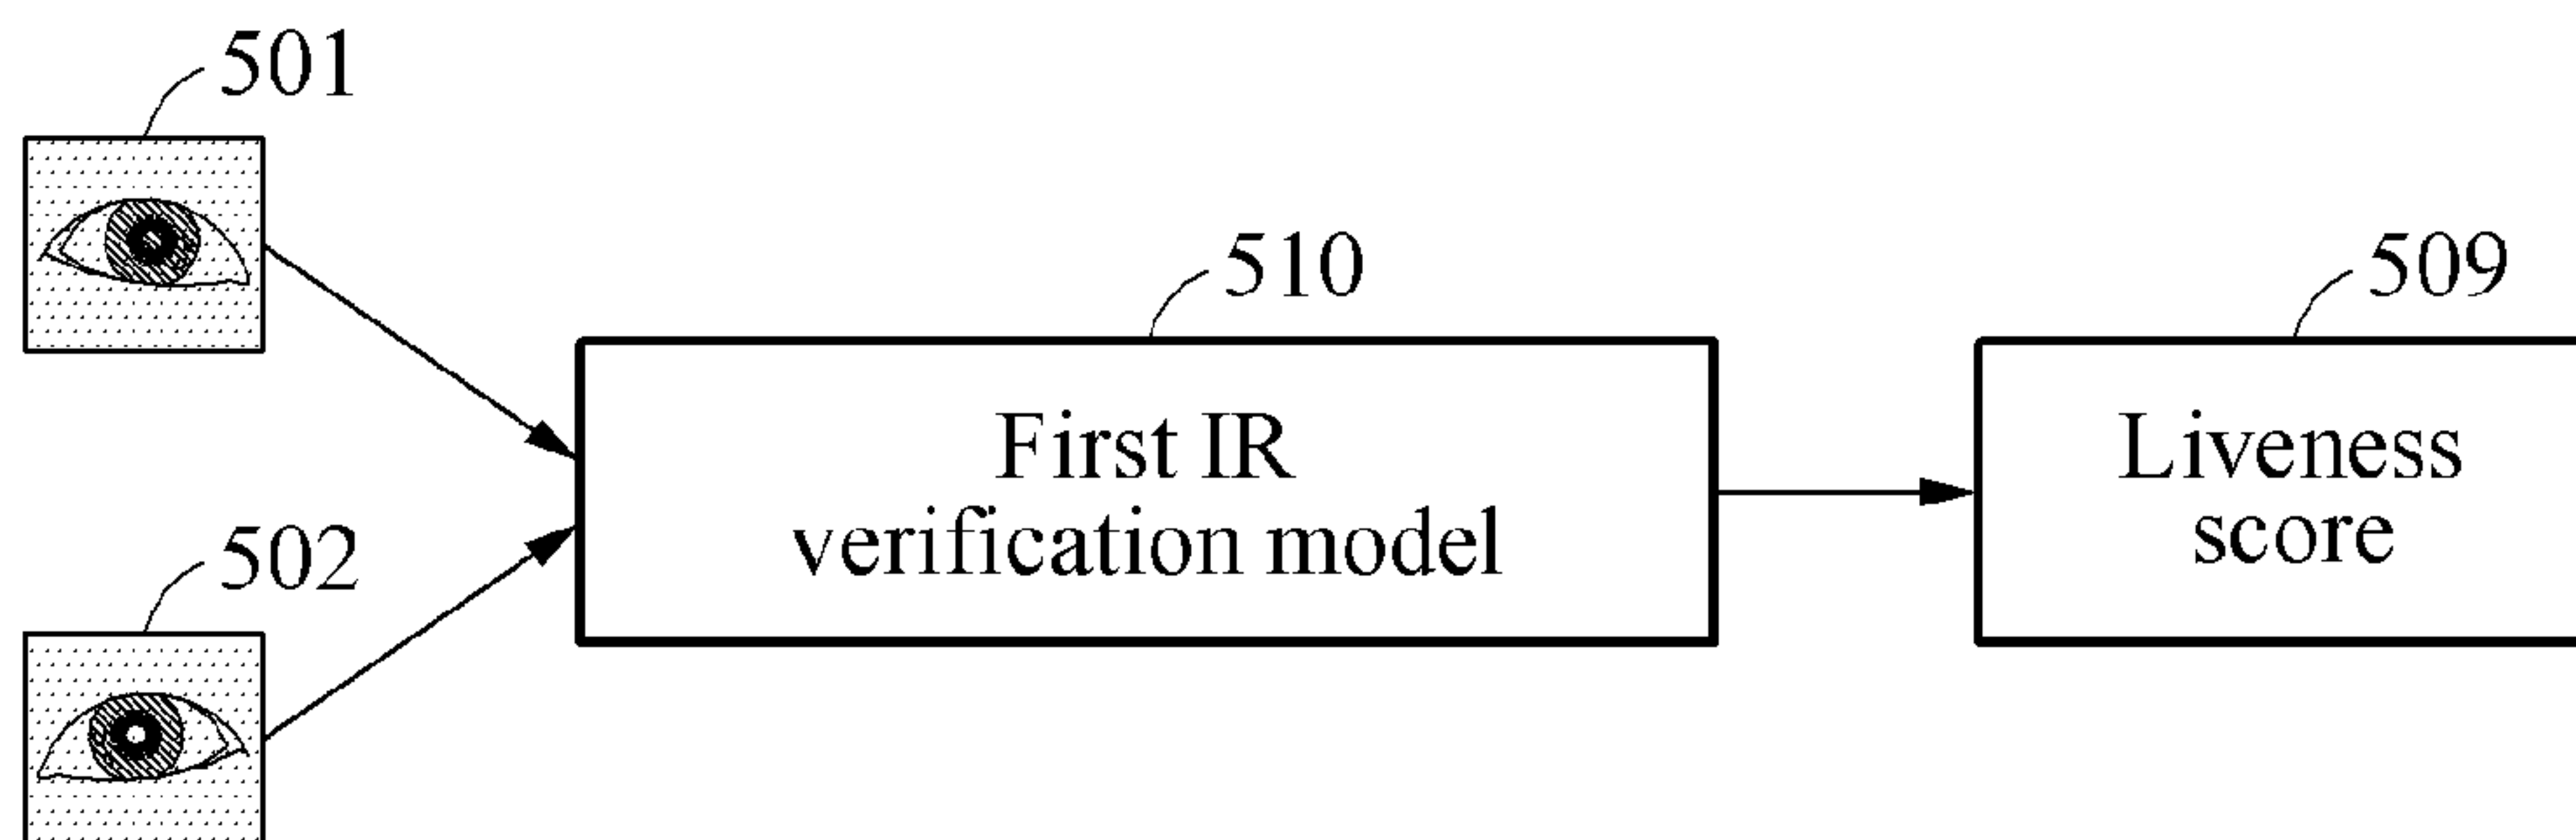 501
510
509
First IR
verification model
Liveness
score
502